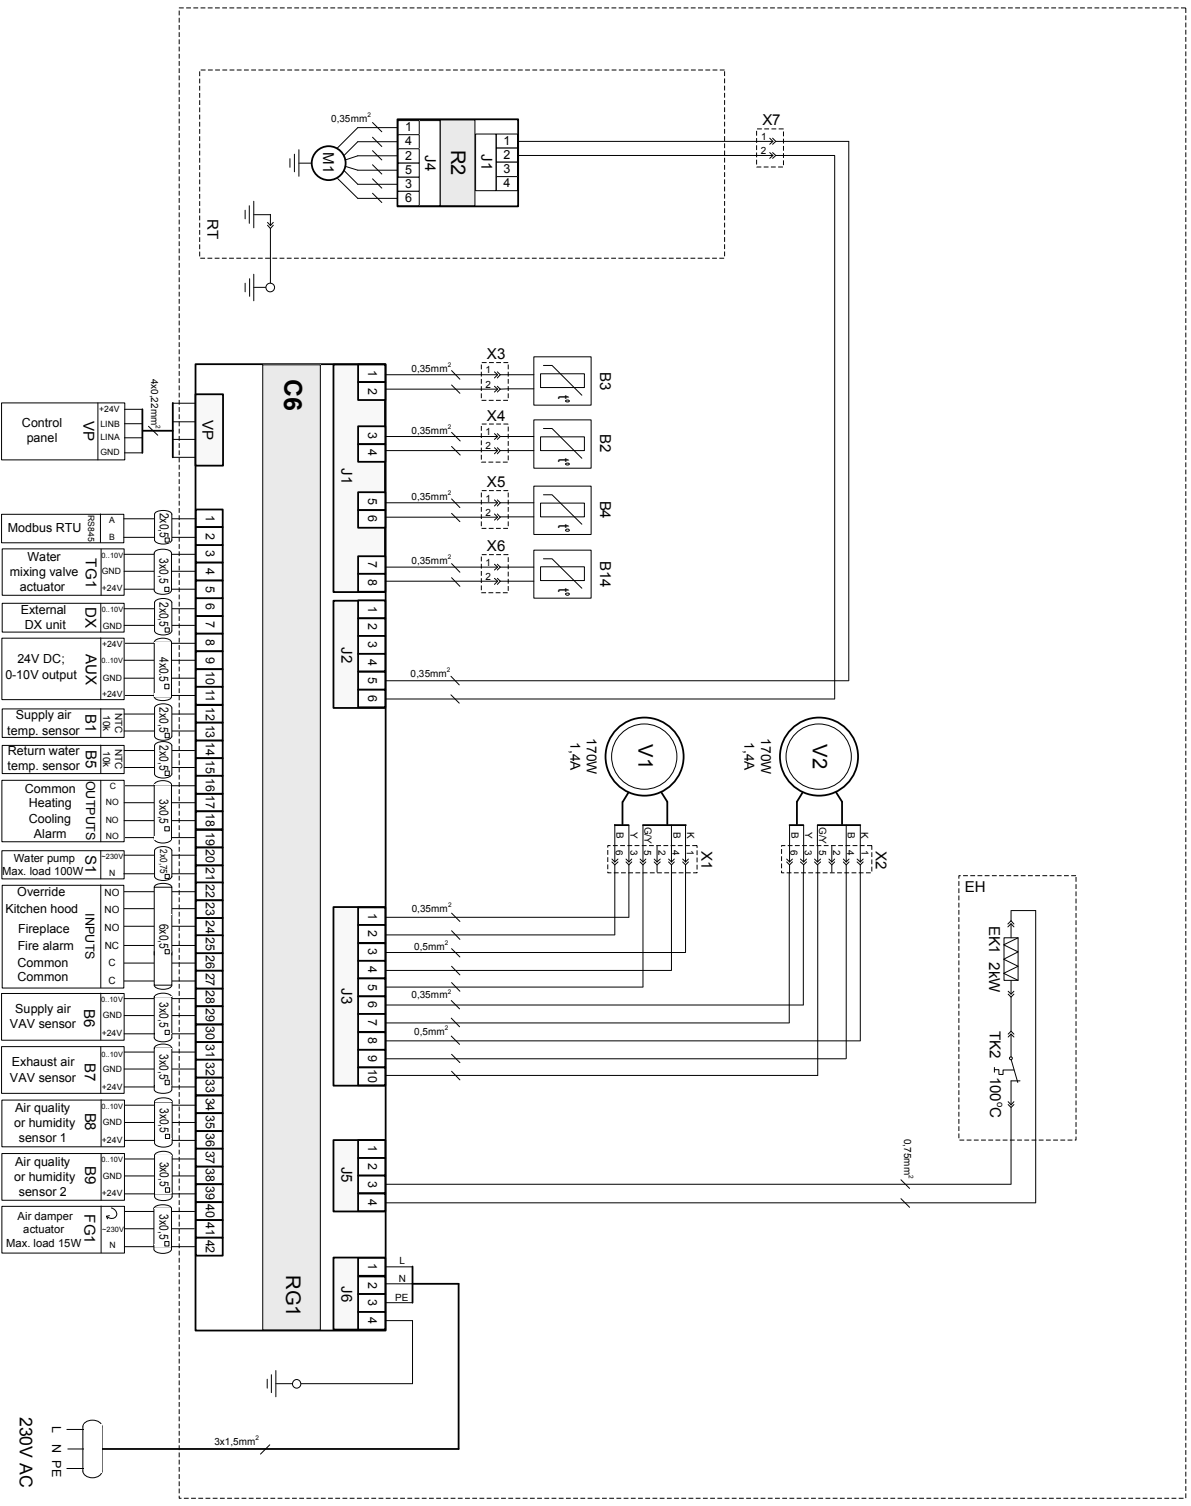 X7
1
2
0,35mm²
M1
1
4
2
5
3
6
J4
R2
J1
1
2
3
4
RT
C6
RG1
VP
J1
1
2
3
4
5
6
7
8
0,35mm²
X3
1
2
B3
t°
0,35mm²
X4
1
2
B2
t°
0,35mm²
X5
1
2
B4
t°
0,35mm²
X6
1
2
B14
t°
J2
1
2
3
4
5
6
0,35mm²
V1
170W
1,4A
V2
170W
1,4A
B Y G/Y B K
6 3 5 2 4 1
X1
B Y G/Y B K
6 3 5 2 4 1
X2
J3
1
2
3
4
5
6
7
8
9
10
0,35mm²
0,5mm²
0,35mm²
0,5mm²
EH
EK1 2kW
TK2
100°C
0,75mm²
J5
1
2
3
4
J6
1
2
3
4
L
N
PE
3x1,5mm²
L N PE
230V AC
4x0,22mm²
Control
panel
VP
+24V
LINB
LINA
GND
Modbus RTU
RS845
A
B
2x0,5
1
2
Water
mixing valve
actuator
TG1
0..10V
GND
+24V
3x0,5
3
4
5
External
DX unit
DX
0..10V
GND
2x0,5
6
7
24V DC;
0-10V output
AUX
+24V
0..10V
GND
+24V
4x0,5
8
9
10
11
Supply air
temp. sensor
B1
NTC
10k
2x0,5
12
13
Return water
temp. sensor
B5
NTC
10k
2x0,5
14
15
Common
Heating
Cooling
Alarm
OUTPUTS
C
NO
NO
NO
3x0,5
16
17
18
19
Water pump
Max. load 100W
S1
~230V
N
2x0,75
20
21
Override
Kitchen hood
Fireplace
Fire alarm
Common
Common
INPUTS
NO
NO
NO
NC
C
C
6x0,5
22
23
24
25
26
27
Supply air
VAV sensor
B6
0..10V
GND
+24V
3x0,5
28
29
30
Exhaust air
VAV sensor
B7
0..10V
GND
+24V
3x0,5
31
32
33
Air quality
or humidity
sensor 1
B8
0..10V
GND
+24V
3x0,5
34
35
36
Air quality
or humidity
sensor 2
B9
0..10V
GND
+24V
3x0,5
37
38
39
Air damper
actuator
Max. load 15W
FG1
~230V
N
3x0,5
40
41
42